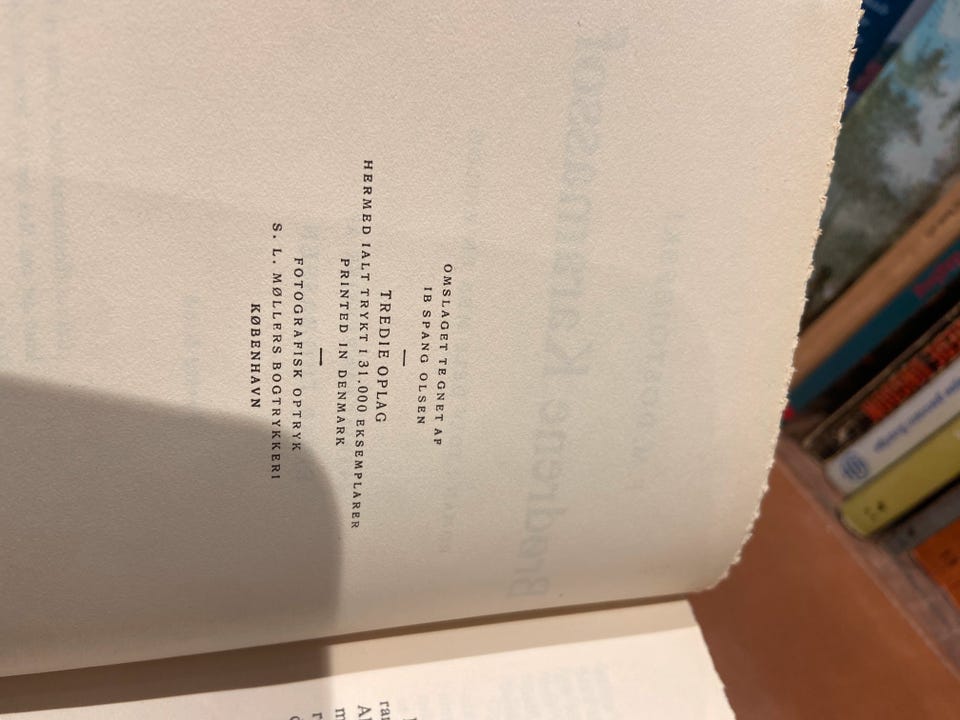 OMSLAGET TEGNET AF
IB SPANG OLSEN
TREDIE OPLAG
HERMED IALT TRYKT I 31.000 EKSEMPLARER
PRINTED IN DENMARK
FOTOGRAFISK OPTRYK
S. L. MØLLERS BOGTRYKKERI
KØBENHAVN